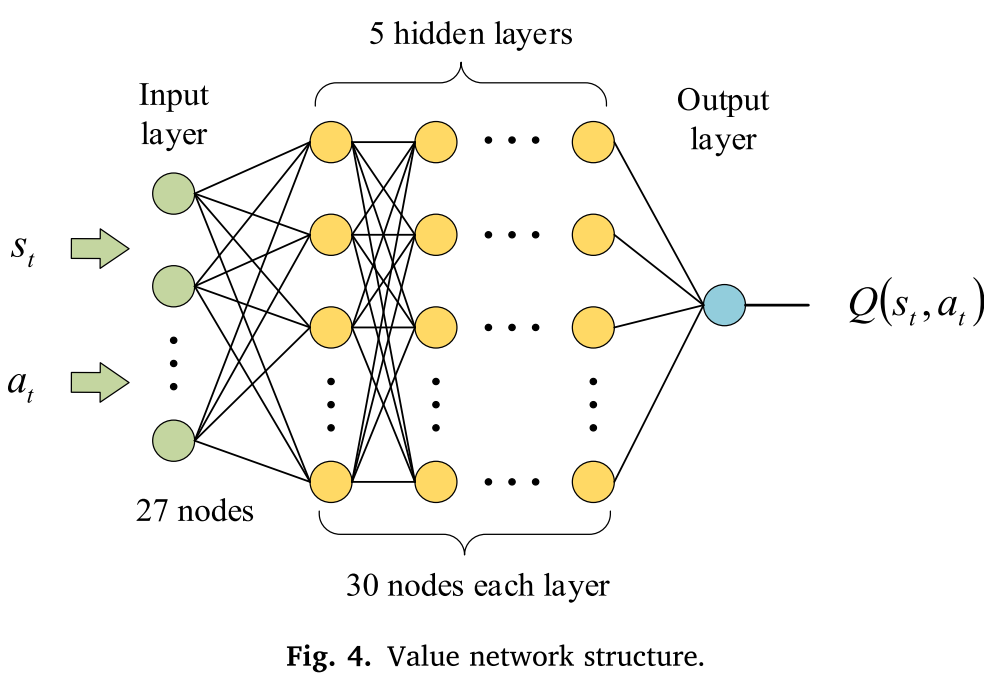 5 hidden layers
Input
layer
Output
layer
s_t
Q(s_t, a_t)
a_t
27 nodes
30 nodes each layer
Fig. 4. Value network structure.